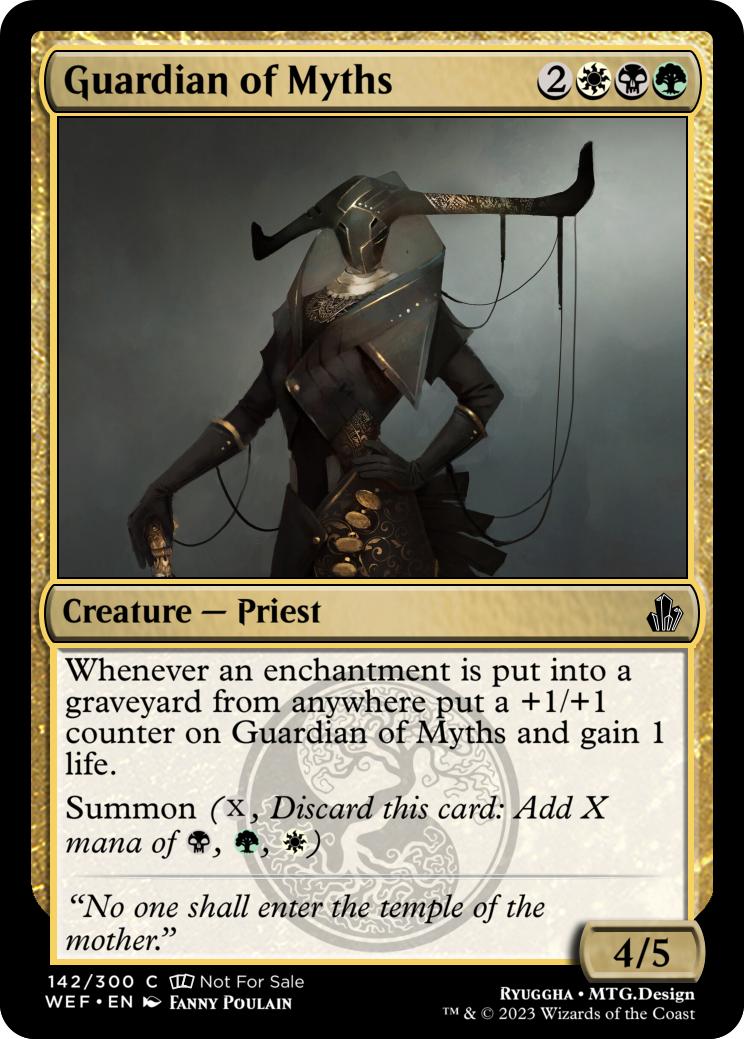 Guardian of Myths 2
Creature — Priest
Whenever an enchantment is put into a
graveyard from anywhere put a +1/+1
counter on Guardian of Myths and gain 1
life.
Summon (X, Discard this card: Add X
mana of , , )
“No one shall enter the temple of the
mother.”
4/5
142/300 C Not For Sale
WEF • EN Fanny Poulain
Ryuggha • MTG.Design
™ & © 2023 Wizards of the Coast